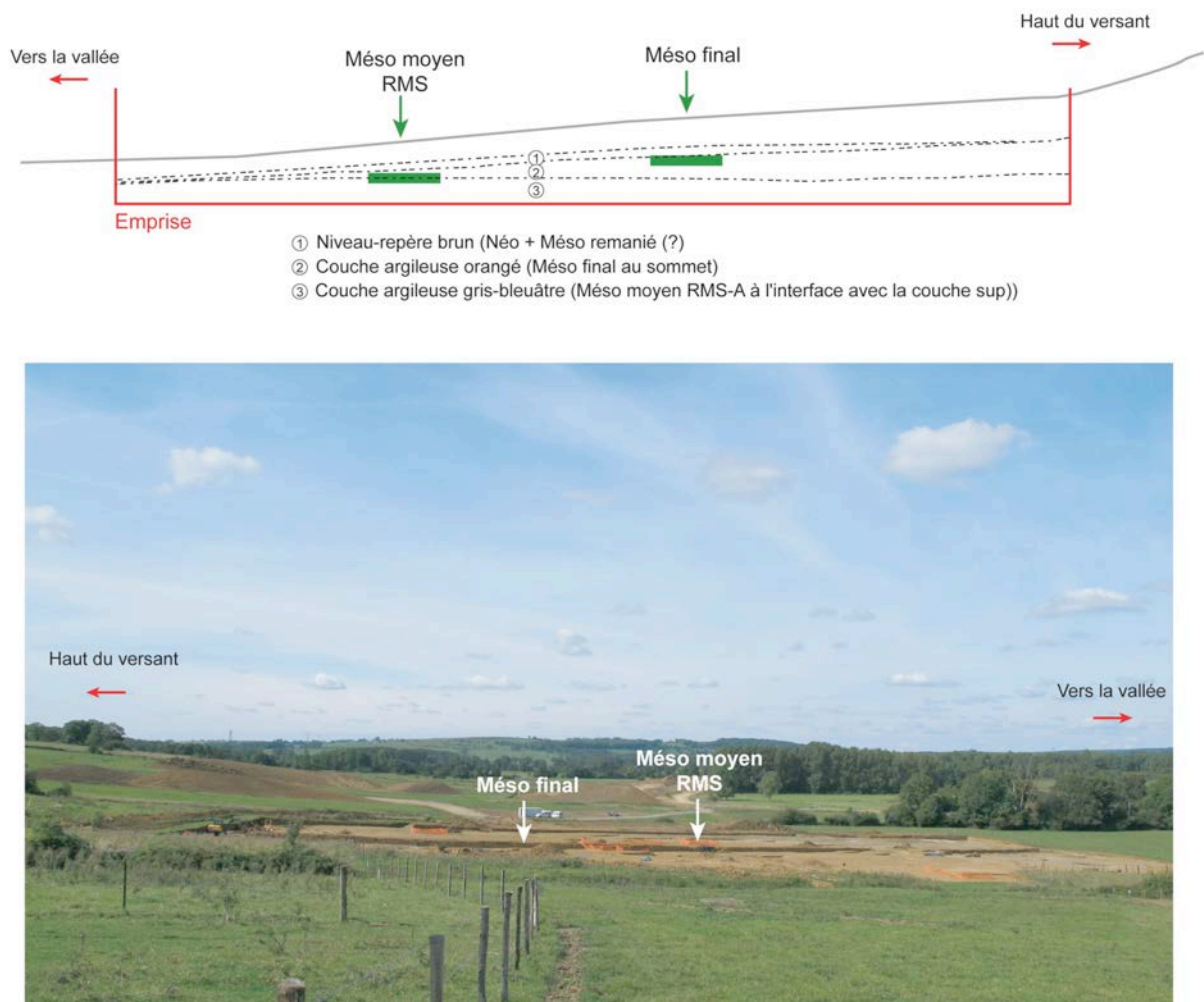 Haut du versant
Vers la vallée
Méso moyen
RMS
Méso final
①
②
③
Emprise
① Niveau-repère brun (Néo + Méso remanié (?)
② Couche argileuse orangé (Méso final au sommet)
③ Couche argileuse gris-bleuâtre (Méso moyen RMS-A à l'interface avec la couche sup))
Haut du versant
Vers la vallée
Méso final
Méso moyen
RMS